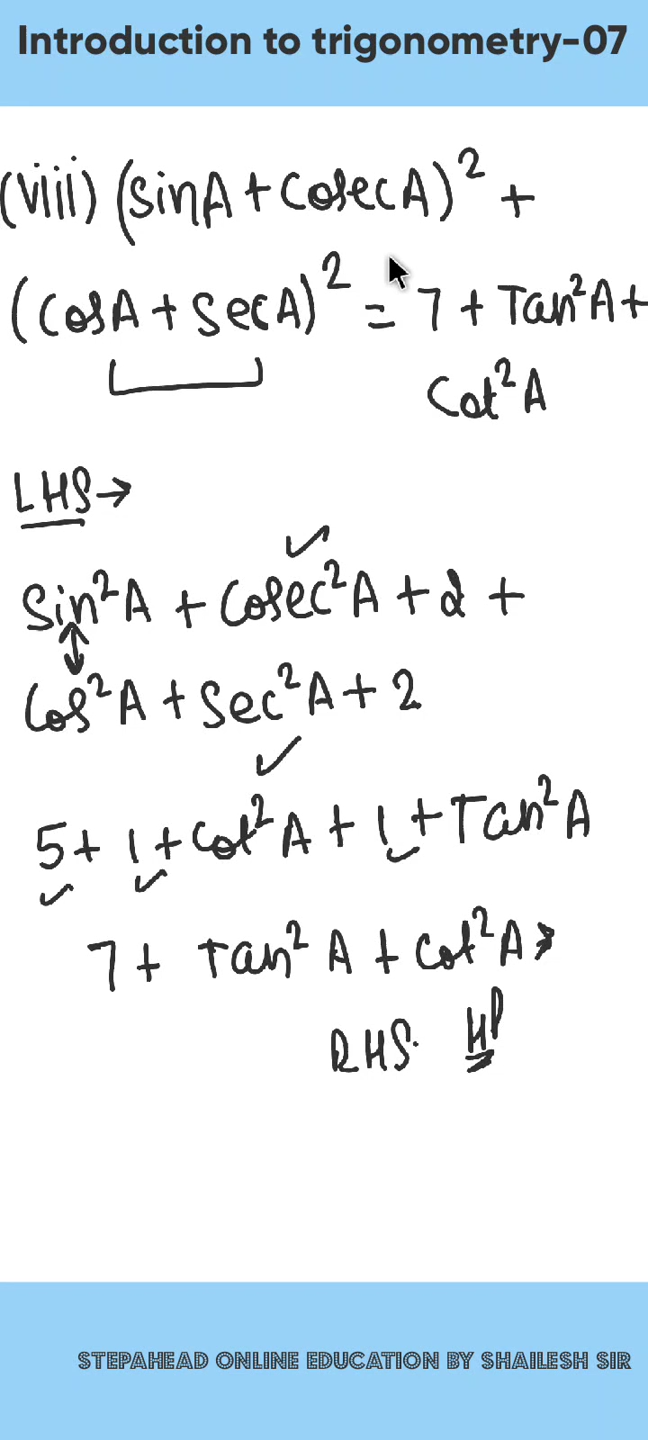 Introduction to trigonometry-07
(viii) (sinA + CosecA)² +
(CosA + SecA)² = 7 + Tan²A +
Cot²A
LHS →
Sin²A + Cosec²A + 2 +
Cos²A + Sec²A + 2
5 + 1 + Cot²A + 1 + Tan²A
7 + Tan²A + Cot²A
RHS. HP
STEPAHEAD ONLINE EDUCATION BY SHAILESH SIR